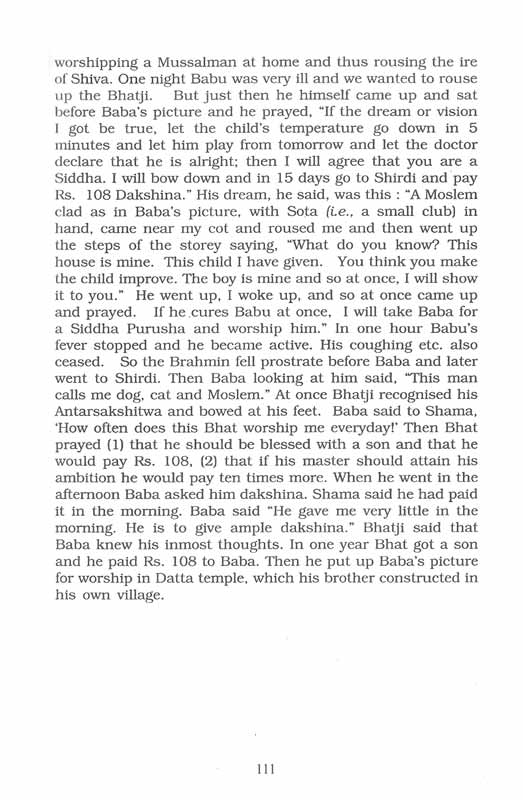 worshipping a Mussalman at home and thus rousing the ire
of Shiva. One night Babu was very ill and we wanted to rouse
up the Bhatji. But just then he himself came up and sat
before Baba's picture and he prayed, “If the dream or vision
I got be true, let the child's temperature go down in 5
minutes and let him play from tomorrow and let the doctor
declare that he is alright; then I will agree that you are a
Siddha. I will bow down and in 15 days go to Shirdi and pay
Rs. 108 Dakshina.” His dream, he said, was this : “A Moslem
clad as in Baba's picture, with Sota (i.e., a small club) in
hand, came near my cot and roused me and then went up
the steps of the storey saying, “What do you know? This
house is mine. This child I have given. You think you make
the child improve. The boy is mine and so at once, I will show
it to you.” He went up, I woke up, and so at once came up
and prayed. If he cures Babu at once, I will take Baba for
a Siddha Purusha and worship him.” In one hour Babu's
fever stopped and he became active. His coughing etc. also
ceased. So the Brahmin fell prostrate before Baba and later
went to Shirdi. Then Baba looking at him said, “This man
calls me dog, cat and Moslem.” At once Bhatji recognised his
Antarsakshitwa and bowed at his feet. Baba said to Shama,
‘How often does this Bhat worship me everyday!’ Then Bhat
prayed (1) that he should be blessed with a son and that he
would pay Rs. 108, (2) that if his master should attain his
ambition he would pay ten times more. When he went in the
afternoon Baba asked him dakshina. Shama said he had paid
it in the morning. Baba said “He gave me very little in the
morning. He is to give ample dakshina.” Bhatji said that
Baba knew his inmost thoughts. In one year Bhat got a son
and he paid Rs. 108 to Baba. Then he put up Baba's picture
for worship in Datta temple, which his brother constructed in
his own village.
111